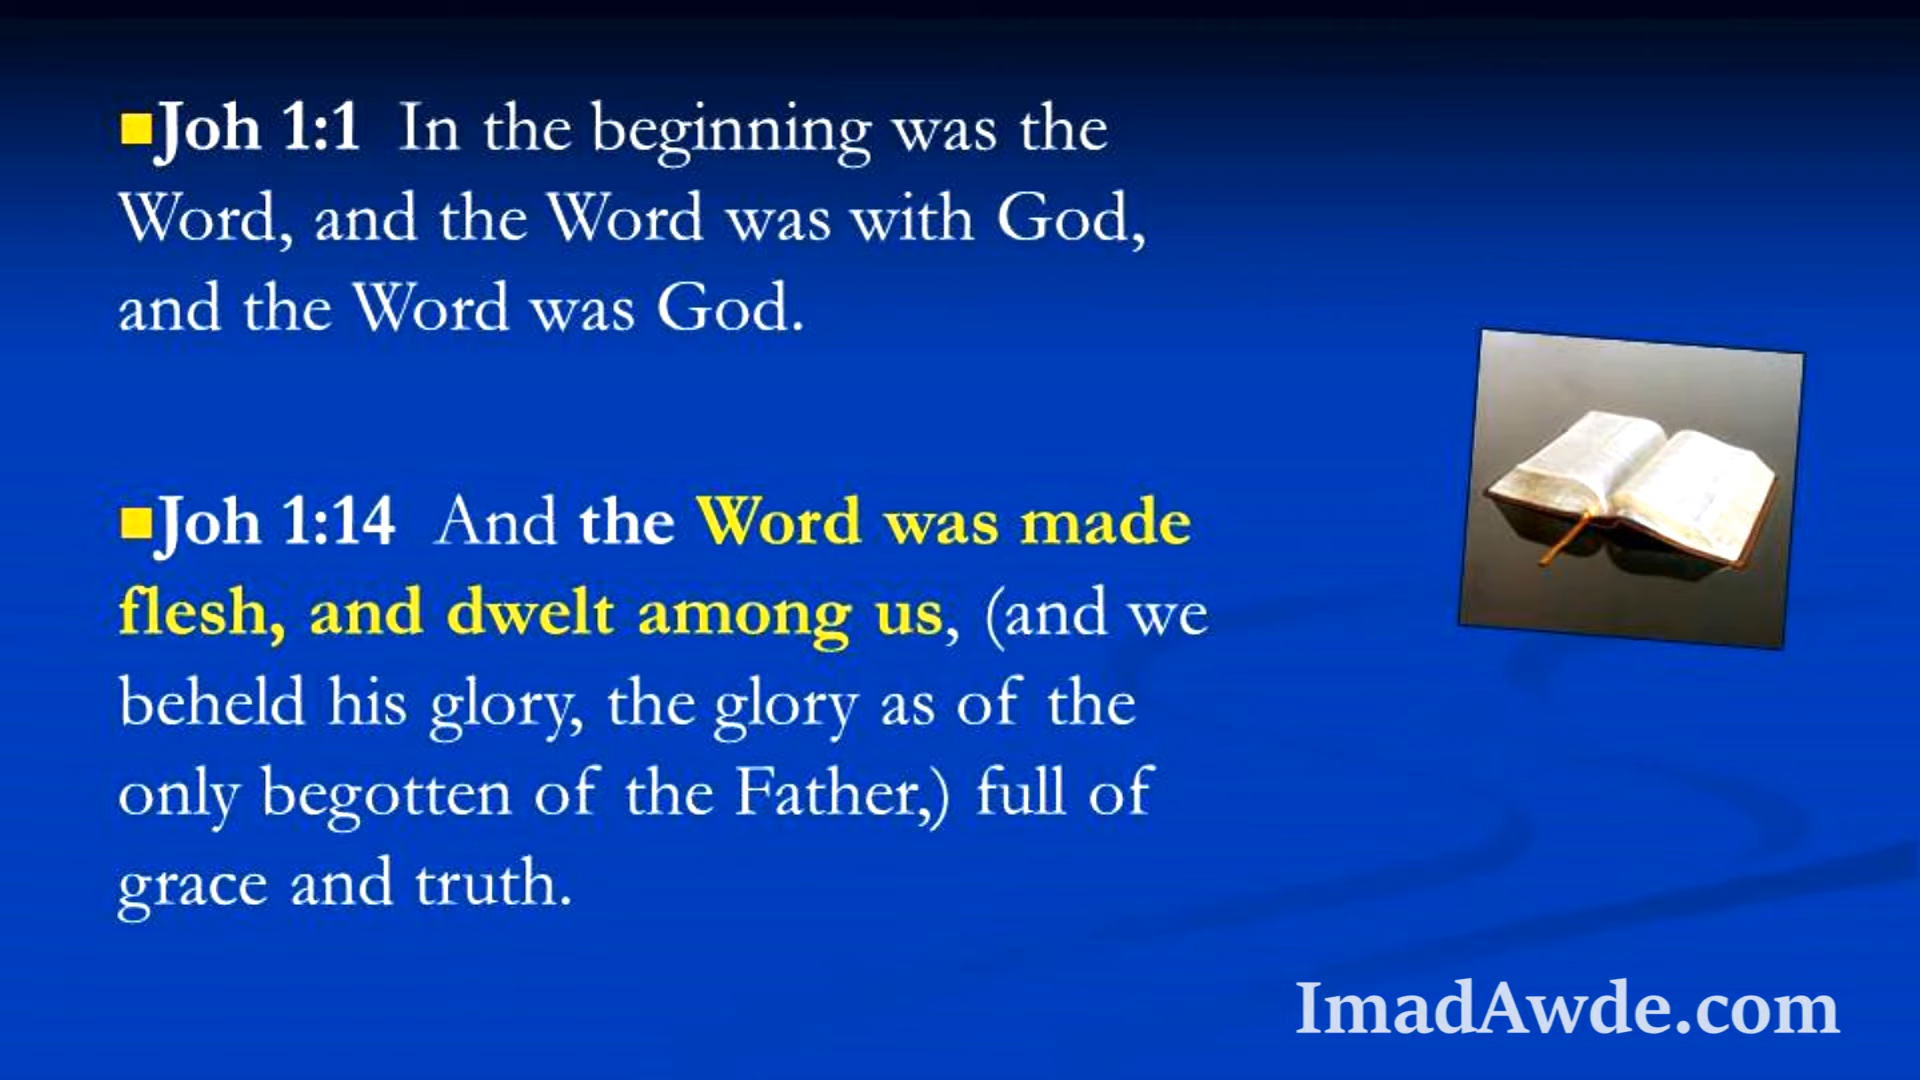 Joh 1:1 In the beginning was the
Word, and the Word was with God,
and the Word was God.
Joh 1:14 And the Word was made
flesh, and dwelt among us, (and we
beheld his glory, the glory as of the
only begotten of the Father,) full of
grace and truth.
ImadAwde.com